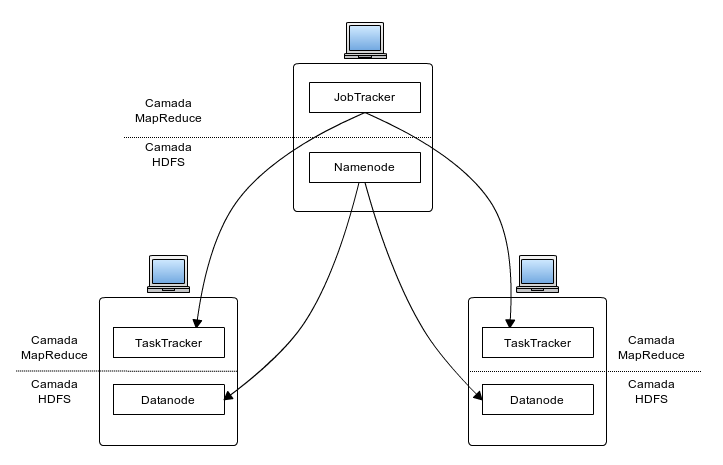 JobTracker
Camada
MapReduce
Camada
HDFS
Namenode
Camada
MapReduce
Camada
HDFS
TaskTracker
Datanode
TaskTracker
Datanode
Camada
MapReduce
Camada
HDFS